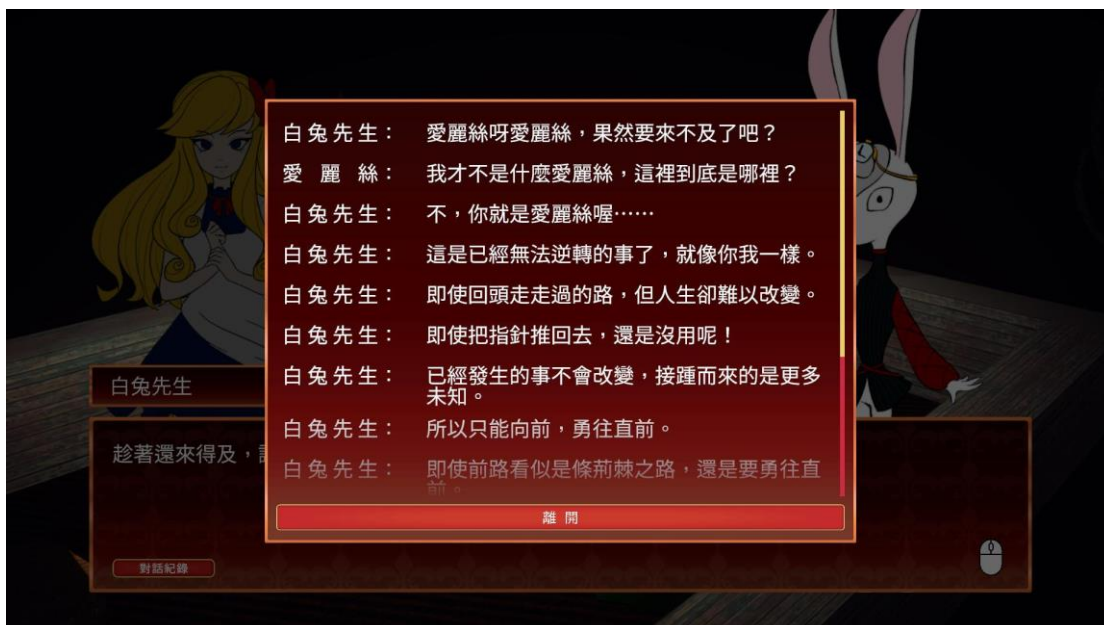 白兔先生： 愛麗絲呀愛麗絲，果然要來不及了吧？
愛麗絲： 我才不是什麼愛麗絲，這裡到底是哪裡？
白兔先生： 不，你就是愛麗絲喔……
白兔先生： 這是已經無法逆轉的事了，就像你我一樣。
白兔先生： 即使回頭走走過的路，但人生卻難以改變。
白兔先生： 即使把指針推回去，還是沒用呢！
白兔先生： 已經發生的事不會改變，接踵而來的是更多
未知。
白兔先生： 所以只能向前，勇往直前。
白兔先生： 即使前路看似是條荊棘之路，還是要勇往直
前。
離開
白兔先生
趁著還來得及，
對話紀錄